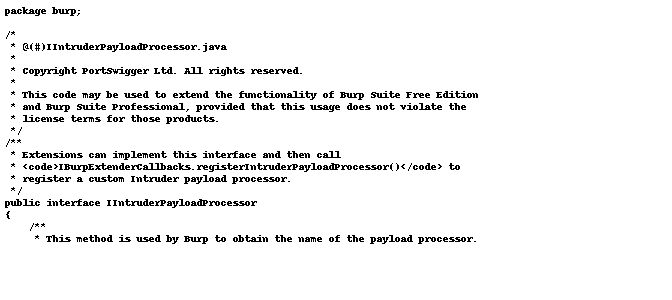 package burp;

/*
 * @(#)IIntruderPayloadProcessor.java
 *
 * Copyright PortSwigger Ltd. All rights reserved.
 *
 * This code may be used to extend the functionality of Burp Suite Free Edition
 * and Burp Suite Professional, provided that this usage does not violate the
 * license terms for those products.
 */
/**
 * Extensions can implement this interface and then call
 * <code>IBurpExtenderCallbacks.registerIntruderPayloadProcessor()</code> to
 * register a custom Intruder payload processor.
 */
public interface IIntruderPayloadProcessor
{
    /**
     * This method is used by Burp to obtain the name of the payload processor.